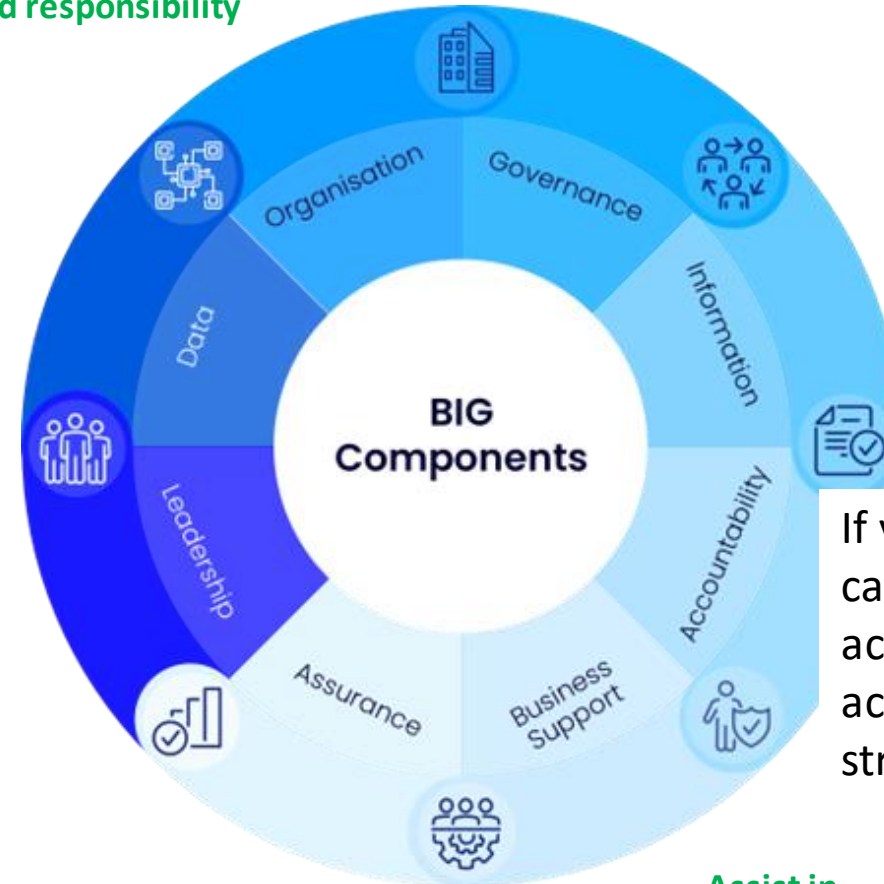 d responsibility
Organisation
Governance
Data
Information
BIG
Components
Leadership
Accountability
Assurance
Business
Support
If
ca
ac
ac
str
Assist in